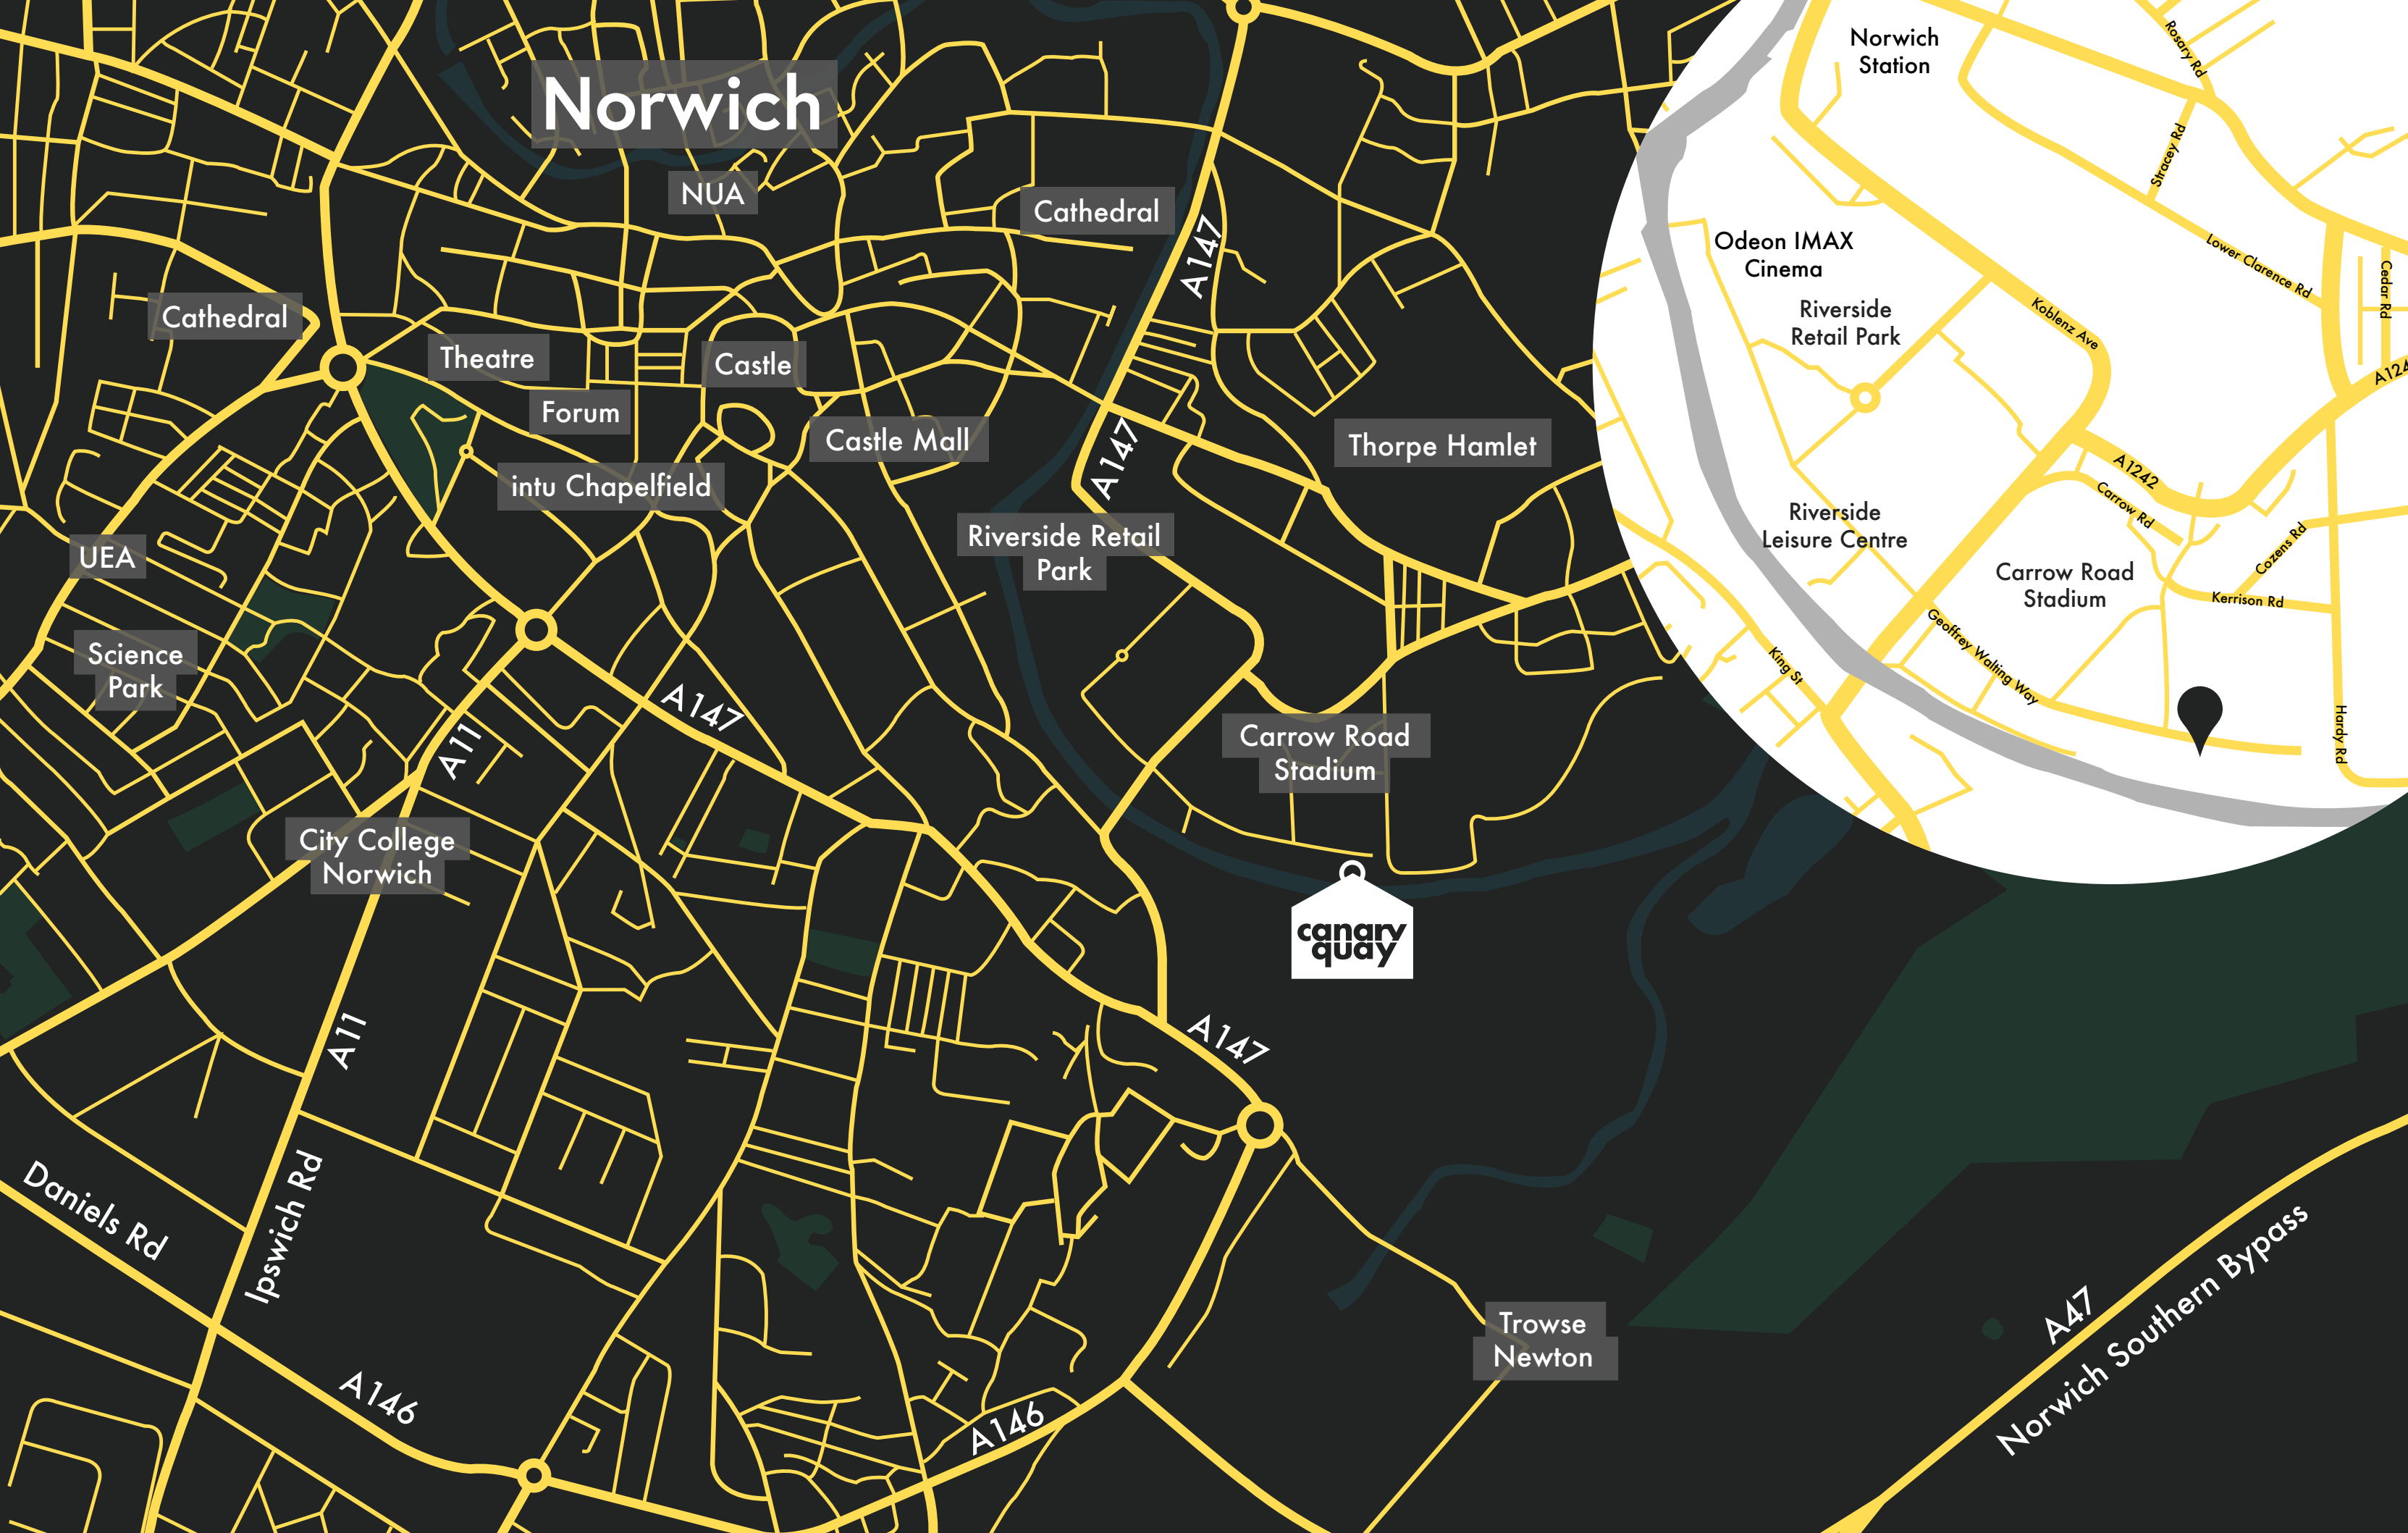 Norwich
NUA
Cathedral
A147
Cathedral
Theatre
Castle
Forum
Castle Mall
A147
Thorpe Hamlet
intu Chapelfield
Riverside Retail
Park
UEA
Science
Park
A147
A11
Carrow Road
Stadium
City College
Norwich
canary
quay
A11
A147
Ipswich Rd
Daniels Rd
A146
A146
Trowse
Newton
A47
Norwich Southern Bypass
Norwich
Station
Rosary Rd
Stracey Rd
Odeon IMAX
Cinema
Lower Clarence Rd
Cedar Rd
Riverside
Retail Park
Koblenz Ave
A124
A1242
Carrow Rd
Riverside
Leisure Centre
Cozens Rd
Carrow Road
Stadium
Kerrison Rd
Geoffrey Walting Way
King St
Hardy Rd